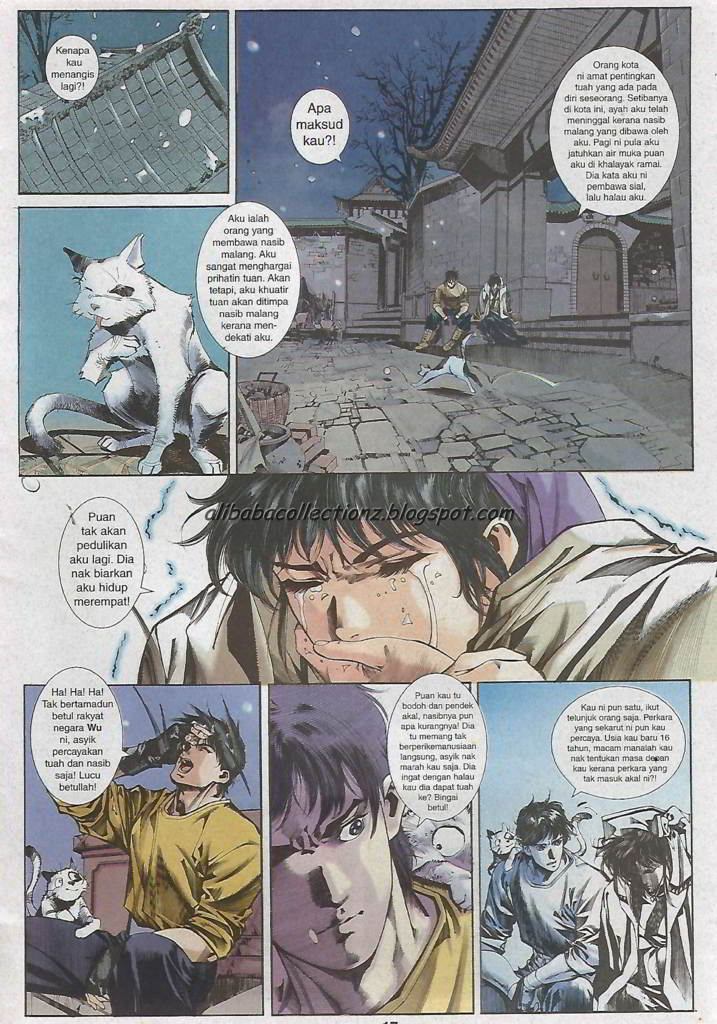 Kenapa
kau
menangis
lagi?!
Apa
maksud
kau?!
Orang kota
ni amat pentingkan
tuah yang ada pada
diri seseorang. Setibanya
di kota ini, ayah aku telah
meninggal kerana nasib
malang yang dibawa oleh
aku. Pagi ni pula aku
jatuhkan air muka puan
di khalayak ramai.
Dia kata aku ni
pembawa sial,
lalu halau aku.
Aku ialah
orang yang
membawa nasib
malang. Aku
sangat menghargai
prihatin tuan. Akan
tetapi, aku khuatir
tuan akan ditimpa
nasib malang
kerana men-
dekati aku.
alibabacollectionz.blogspot.com
Puan
tak akan
pedulikan
aku lagi. Dia
nak biarkan
aku hidup
merempat!
Ha! Ha! Ha!
Tak bertamadun
betul rakyat
negara Wu
ni, asyik
percayakan
tuah dan nasib
saja! Lucu
betullah!
Puan kau tu
bodoh dan pendek
akal, nasibnya pun
apa kurangnya! Dia
tu memang tak
berperikemanusiaan
langsung, asyik nak
marah kau saja. Dia
ingat dengan halau
kau dia dapat tuah
ke? Bingai
betul!
Kau ni pun satu, ikut
telunjuk orang saja. Perkara
yang sekarut ni pun kau
percaya. Usia kau baru 16
tahun, macam manalah kau
nak tentukan masa depan
kau kerana perkara yang
tak masuk akal ni?!
17